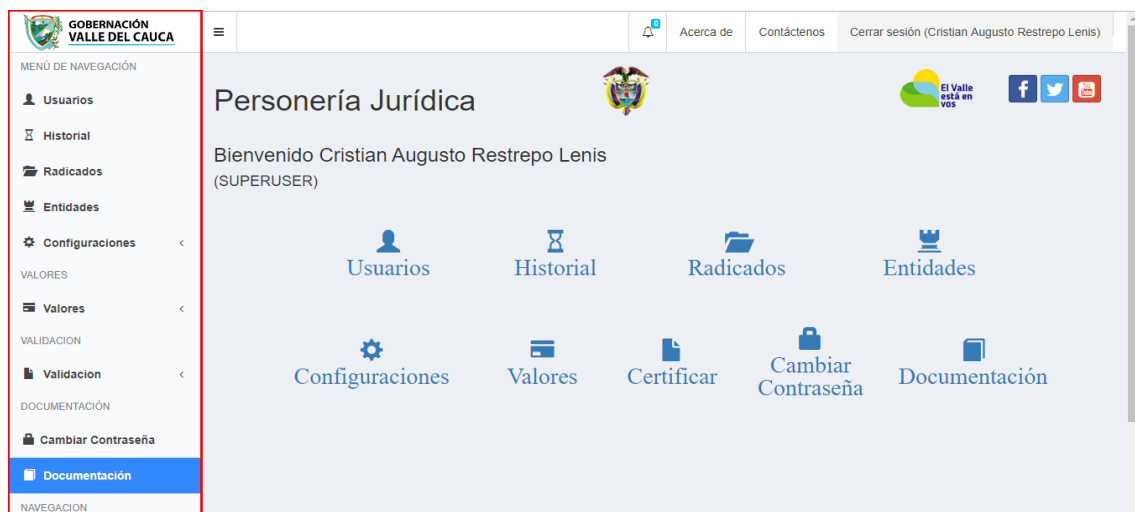 GOBERNACIÓN
VALLE DEL CAUCA
MENÚ DE NAVEGACIÓN
Usuarios
Historial
Radicados
Entidades
Configuraciones
VALORES
Valores
VALIDACION
Validacion
DOCUMENTACIÓN
Cambiar Contraseña
Documentación
NAVEGACION
0
Acerca de
Contáctenos
Cerrar sesión (Cristian Augusto Restrepo Lenis)
Personería Jurídica
El Valle
está en
vos
Bienvenido Cristian Augusto Restrepo Lenis
(SUPERUSER)
Usuarios
Historial
Radicados
Entidades
Configuraciones
Valores
Certificar
Cambiar
Contraseña
Documentación